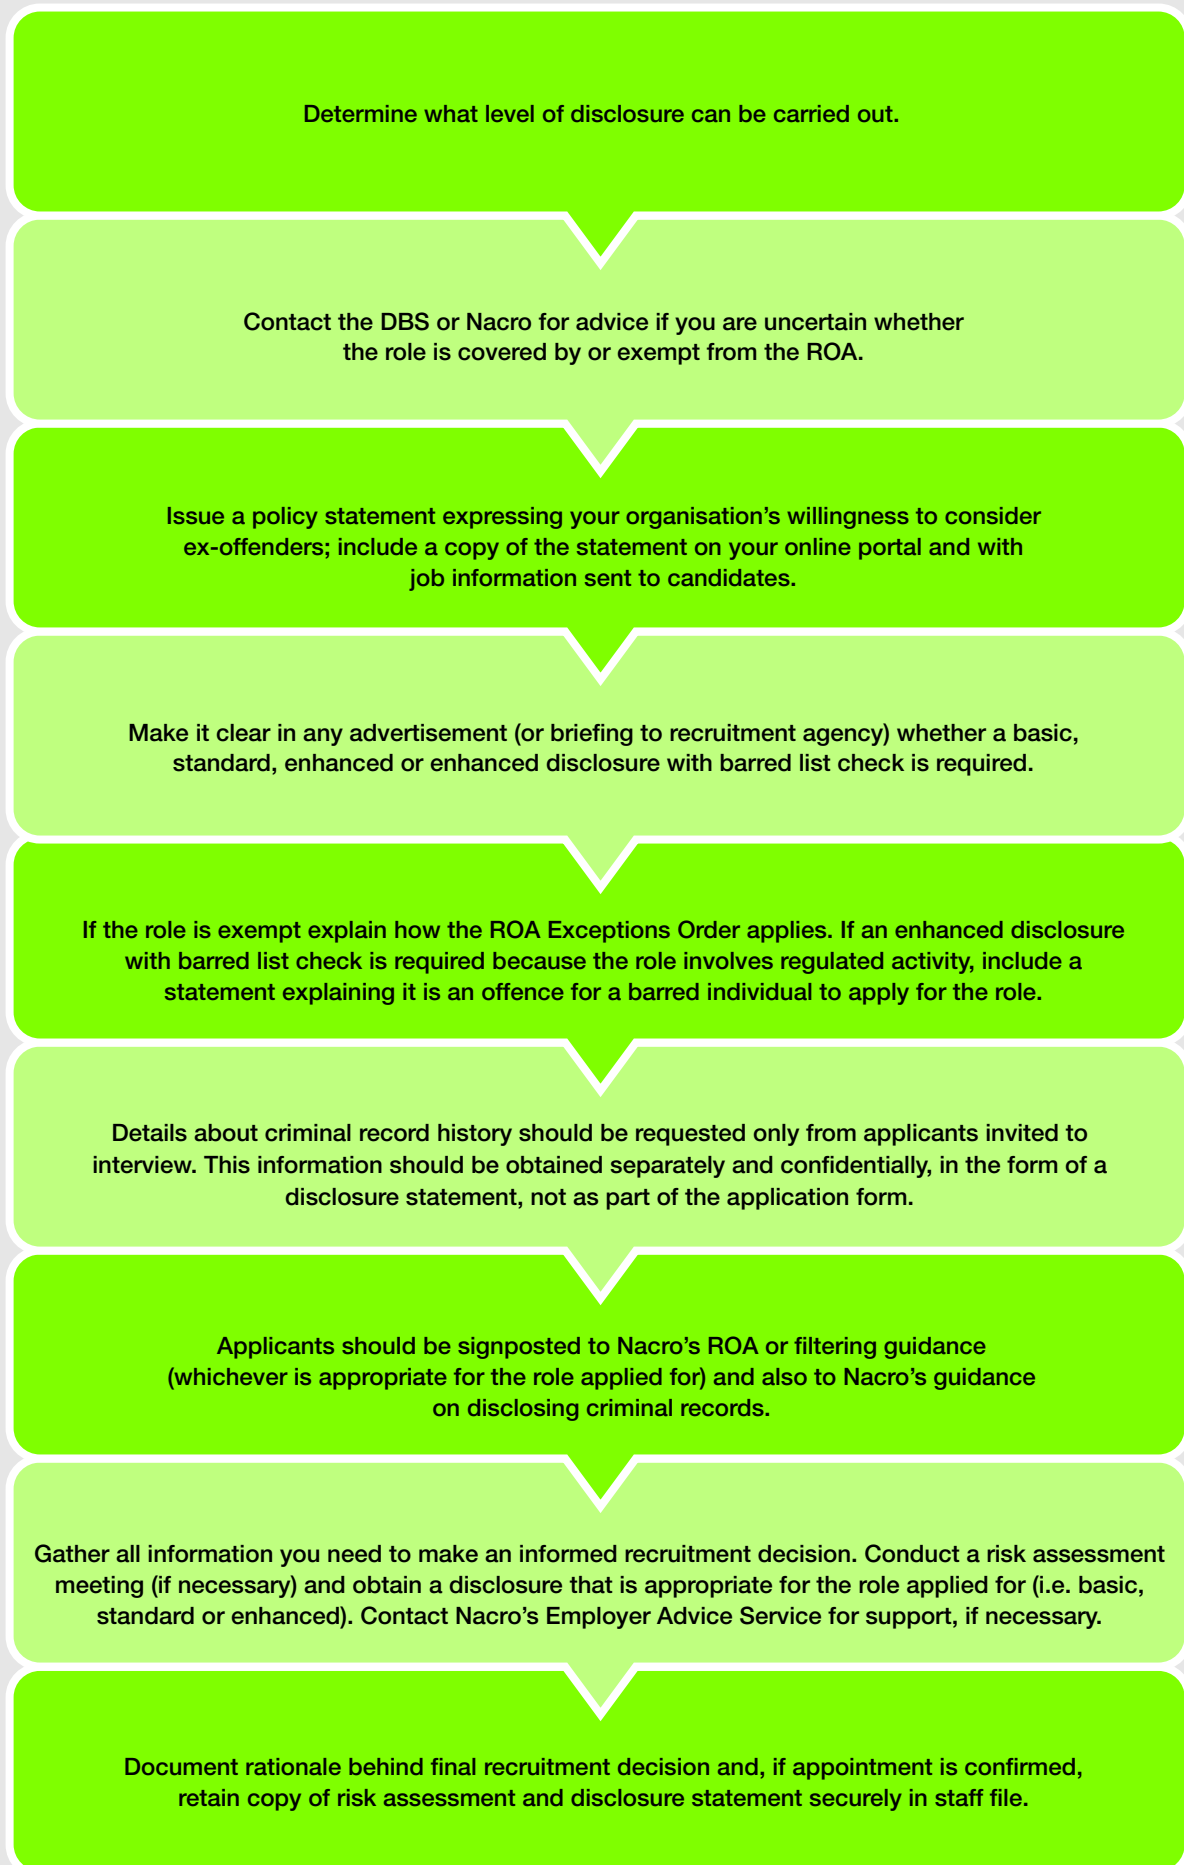 Determine what level of disclosure can be carried out.
Contact the DBS or Nacro for advice if you are uncertain whether
the role is covered by or exempt from the ROA.
Issue a policy statement expressing your organisation’s willingness to consider
ex-offenders; include a copy of the statement on your online portal and with
job information sent to candidates.
Make it clear in any advertisement (or briefing to recruitment agency) whether a basic,
standard, enhanced or enhanced disclosure with barred list check is required.
If the role is exempt explain how the ROA Exceptions Order applies. If an enhanced disclosure
with barred list check is required because the role involves regulated activity, include a
statement explaining it is an offence for a barred individual to apply for the role.
Details about criminal record history should be requested only from applicants invited to
interview. This information should be obtained separately and confidentially, in the form of a
disclosure statement, not as part of the application form.
Applicants should be signposted to Nacro’s ROA or filtering guidance
(whichever is appropriate for the role applied for) and also to Nacro’s guidance
on disclosing criminal records.
Gather all information you need to make an informed recruitment decision. Conduct a risk assessment
meeting (if necessary) and obtain a disclosure that is appropriate for the role applied for (i.e. basic,
standard or enhanced). Contact Nacro’s Employer Advice Service for support, if necessary.
Document rationale behind final recruitment decision and, if appointment is confirmed,
retain copy of risk assessment and disclosure statement securely in staff file.